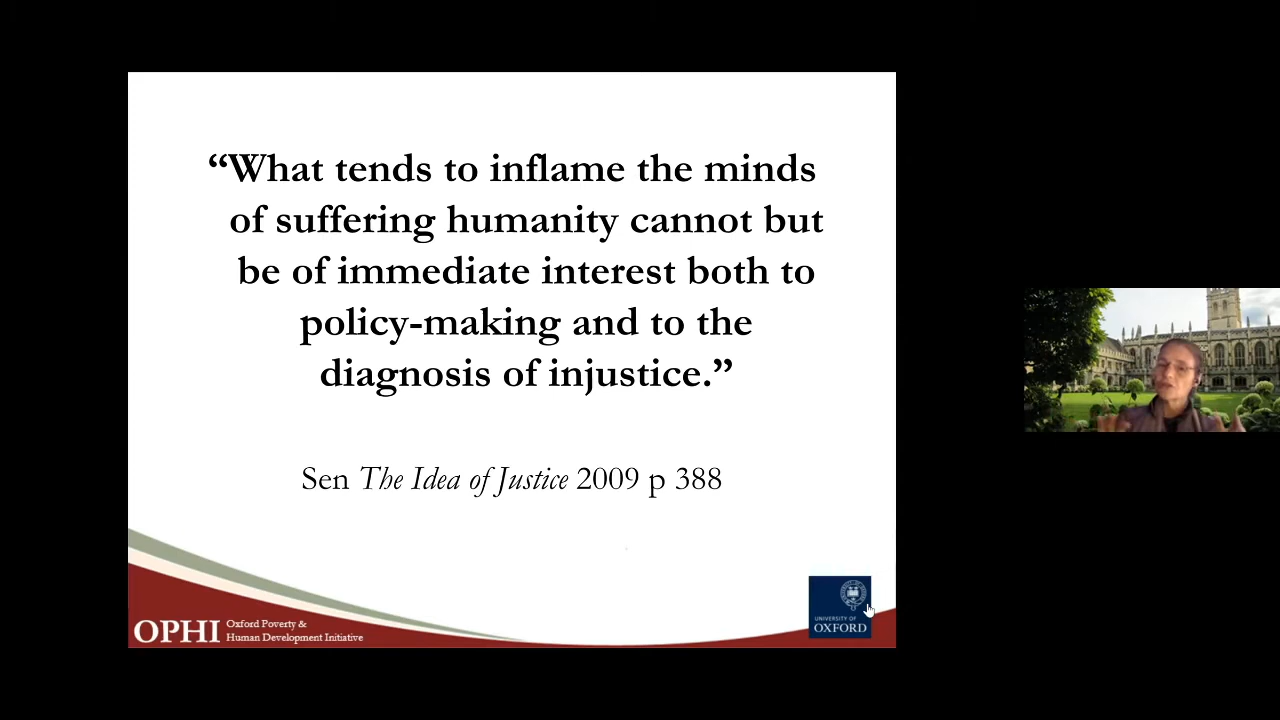 “What tends to inflame the minds
of suffering humanity cannot but
be of immediate interest both to
policy-making and to the
diagnosis of injustice.”
Sen The Idea of Justice 2009 p 388
OPHI
Oxford Poverty &
Human Development Initiative
UNIVERSITY OF
OXFORD